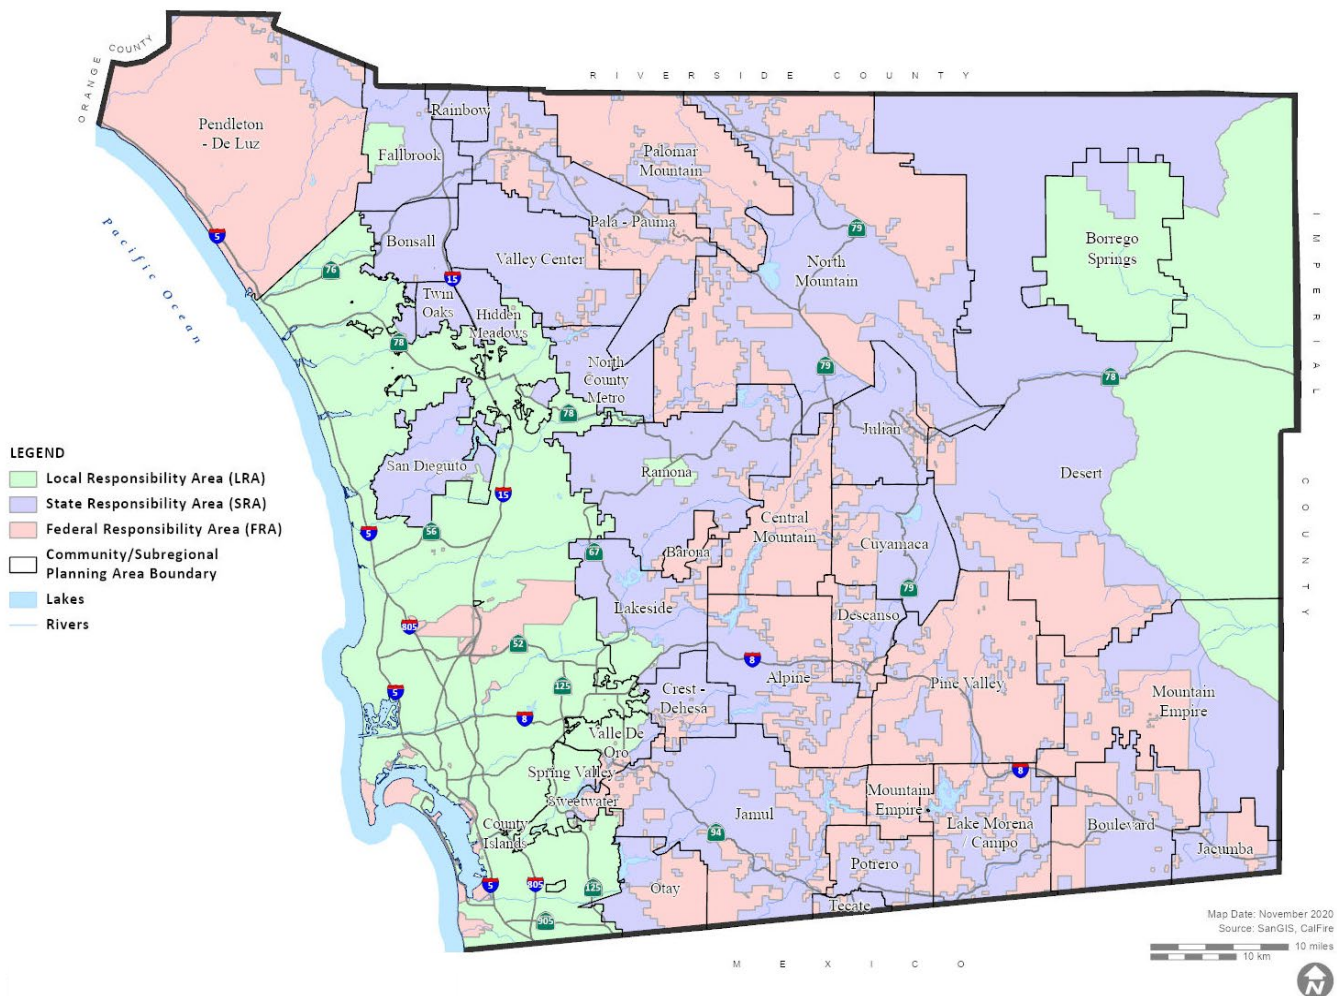 ORANGE COUNTY
RIVERSIDE COUNTY
IMPERIAL
COUNTY
MEXICO
Pacific Ocean
Pendleton
- De Luz
Rainbow
Fallbrook
Palomar
Mountain
Pala - Pauma
Bonsall
Valley Center
North
Mountain
Borrego
Springs
Twin
Oaks
Hidden
Meadows
North
County
Metro
San Dieguito
Ramona
Julian
Desert
Central
Mountain
Cuyamaca
Barona
Lakeside
Descanso
Alpine
Pine Valley
Crest -
Dehesa
Mountain
Empire
Valle De
Oro
Spring Valley
Sweetwater
Jamul
Mountain
Empire
Lake Morena
/ Campo
Boulevard
Jacumba
County
Islands
Otay
Potrero
Tecate
5
76
15
79
78
79
78
78
15
5
56
67
79
805
52
8
5
125
8
8
94
5
805
125
905
LEGEND
Local Responsibility Area (LRA)
State Responsibility Area (SRA)
Federal Responsibility Area (FRA)
Community/Subregional
Planning Area Boundary
Lakes
Rivers
Map Date: November 2020
Source: SanGIS, CalFire
10 miles
10 km
N